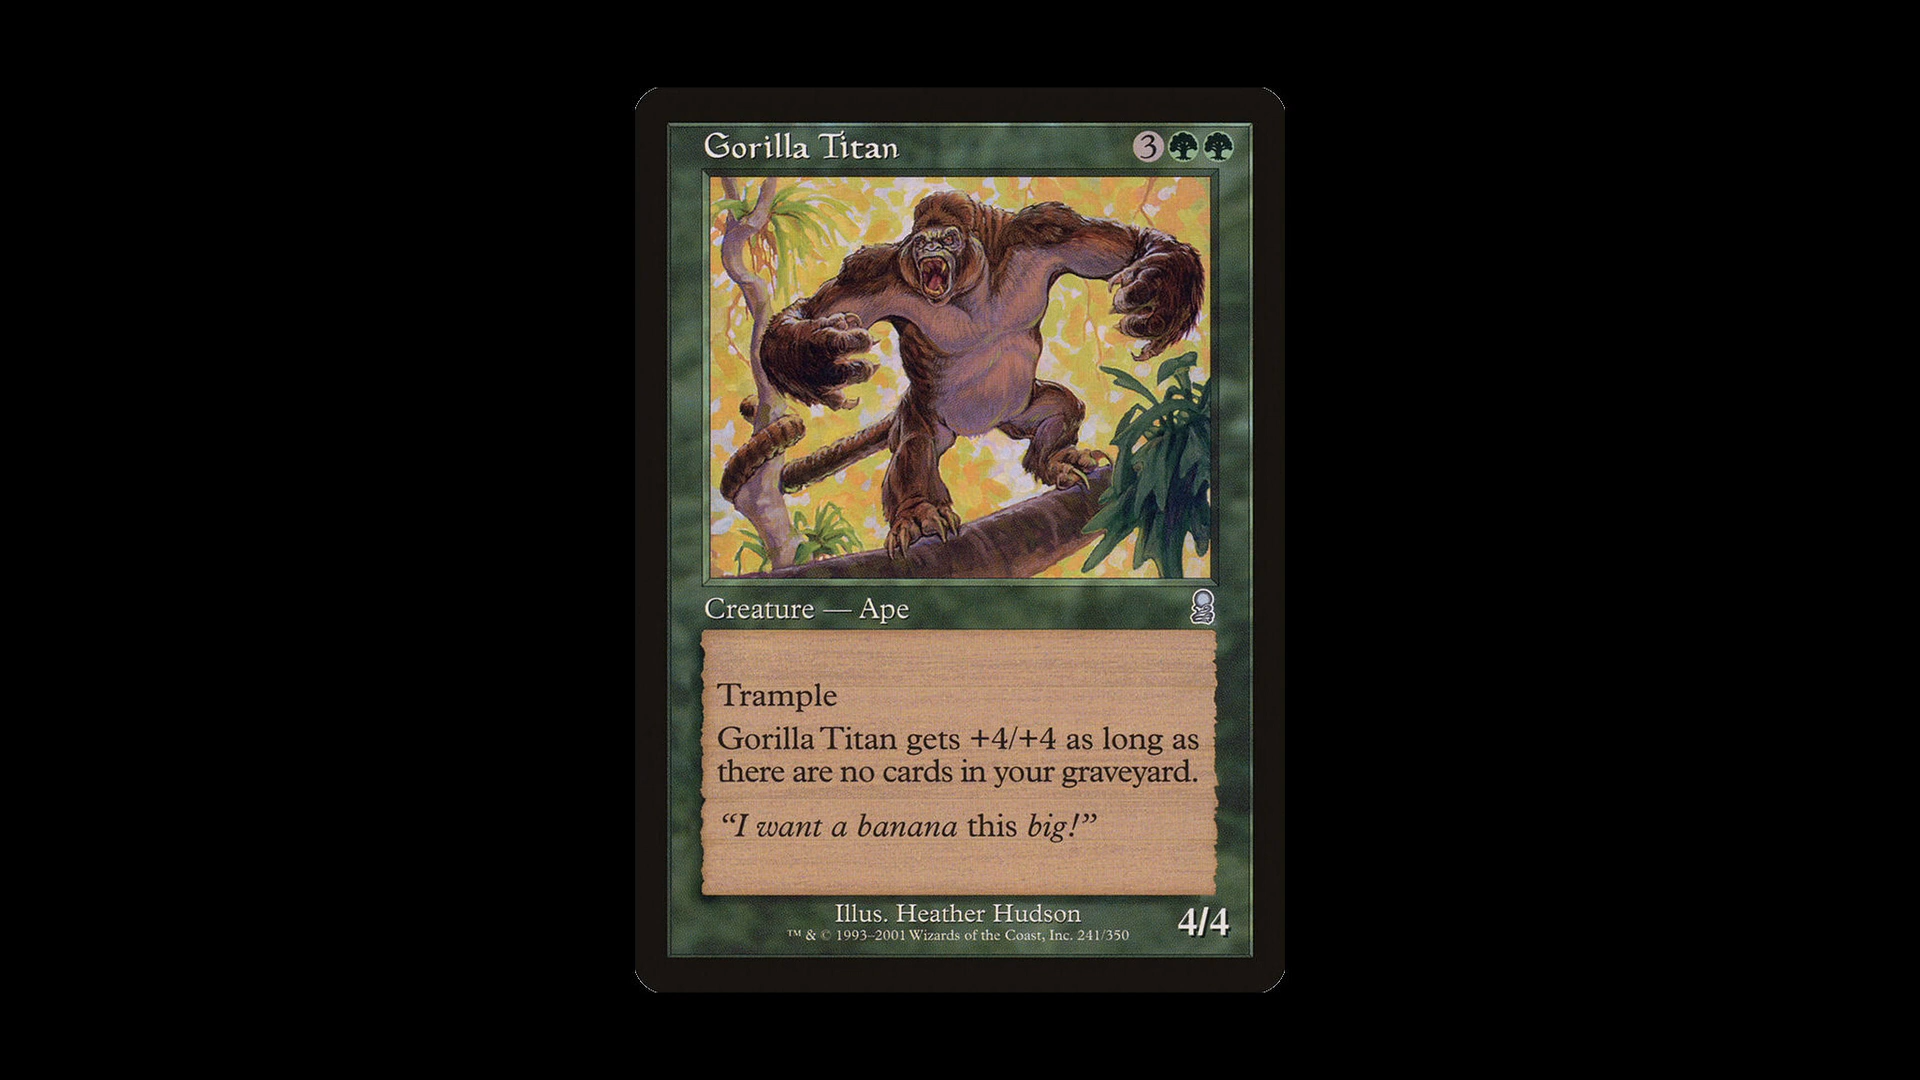 Gorilla Titan 3
Creature — Ape
Trample
Gorilla Titan gets +4/+4 as long as
there are no cards in your graveyard.
“I want a banana this big!”
Illus. Heather Hudson
™ & © 1993–2001 Wizards of the Coast, Inc. 241/350
4/4